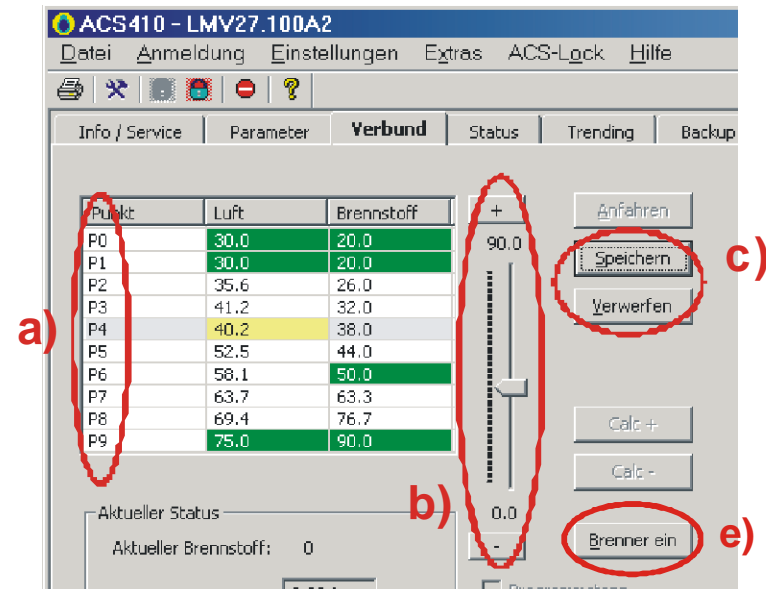 ACS410 - LMV27.100A2
Datei Anmeldung Einstellungen Extras ACS-Lock Hilfe
Info / Service Parameter Verbund Status Trending Backup
Punkt Luft Brennstoff + Anfahren
P0 30.0 20.0 90.0
P1 30.0 20.0 Speichern c)
P2 35.6 26.0
P3 41.2 32.0 Verwerfen
a) P4 40.2 38.0
P5 52.5 44.0
P6 58.1 50.0
P7 63.7 63.3
P8 69.4 76.7 Calc +
P9 75.0 90.0
Calc -
b)
Aktueller Status 0.0
Aktueller Brennstoff: 0 - Brenner ein e)